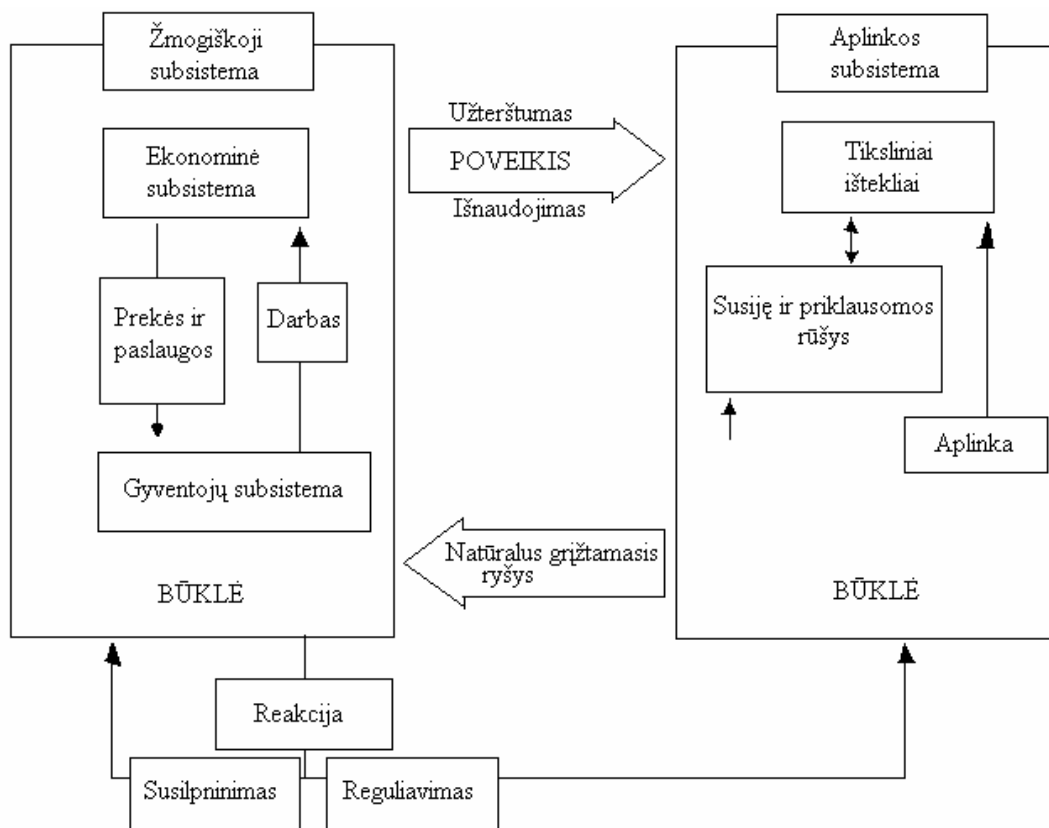 Žmogiškoji
subsistema
Ekonominė
subsistema
Prekės ir
paslaugos
Darbas
Gyventojų subsistema
BŪKLĖ
Užterštumas
POVEIKIS
Išnaudojimas
Natūralus grįžtamasis
ryšys
Aplinkos
subsistema
Tiksliniai
ištekliai
Susiję ir priklausomos
rūšys
Aplinka
BŪKLĖ
Reakcija
Susilpninimas
Reguliavimas